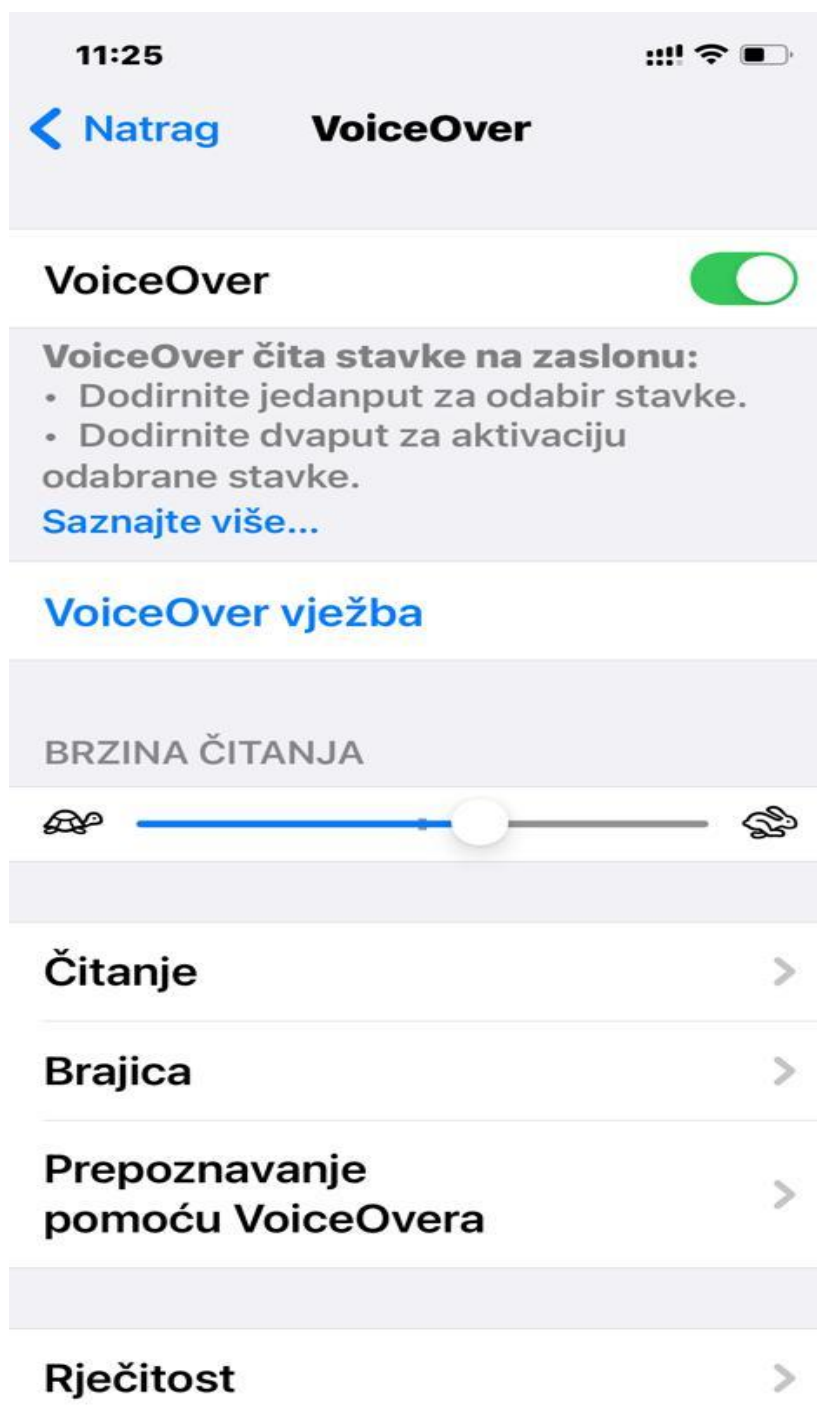 11:25
Natrag VoiceOver
VoiceOver
VoiceOver čita stavke na zaslonu:
• Dodirnite jedanput za odabir stavke.
• Dodirnite dvaput za aktivaciju
odabrane stavke.
Saznajte više...
VoiceOver vježba
BRZINA ČITANJA
Čitanje
Brajica
Prepoznavanje
pomoću VoiceOvera
Rječitost